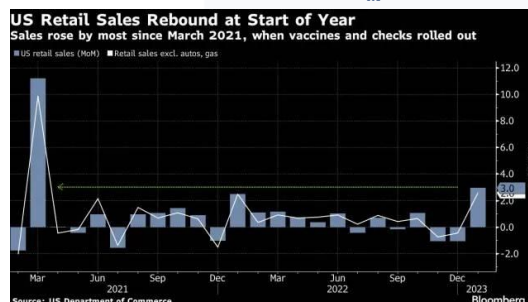 US Retail Sales Rebound at Start of Year
Sales rose by most since March 2021, when vaccines and checks rolled out
US retail sales (MoM) Retail sales excl. autos, gas
12.0
10.0
8.0
6.0
4.0
3.0
2.0
0.0
-2.0
Mar Jun Sep Dec Mar Jun Sep Dec
2021 2022 2023
Source: US Department of Commerce
Bloomberg